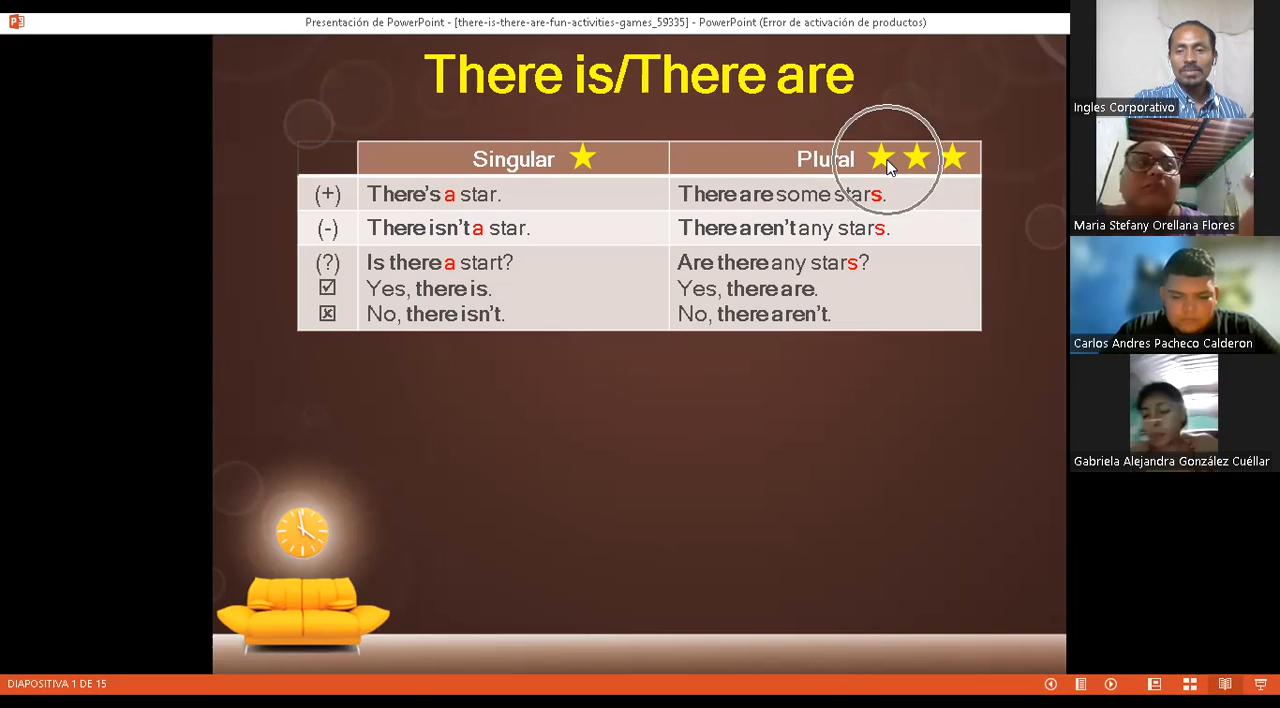 Presentación de PowerPoint - [there-is-there-are-fun-activities-games_59335] - PowerPoint (Error de activación de productos)
There is/There are
Singular Plural
(+) There's a star. There are some stars.
(-) There isn't a star. There aren't any stars.
(?) Is there a start? Are there any stars?
Yes, there is. Yes, there are.
No, there isn't. No, there aren't.
Ingles Corporativo
Maria Stefany Orellana Flores
Carlos Andres Pacheco Calderon
Gabriela Alejandra González Cuéllar
DIAPOSITIVA 1 DE 15